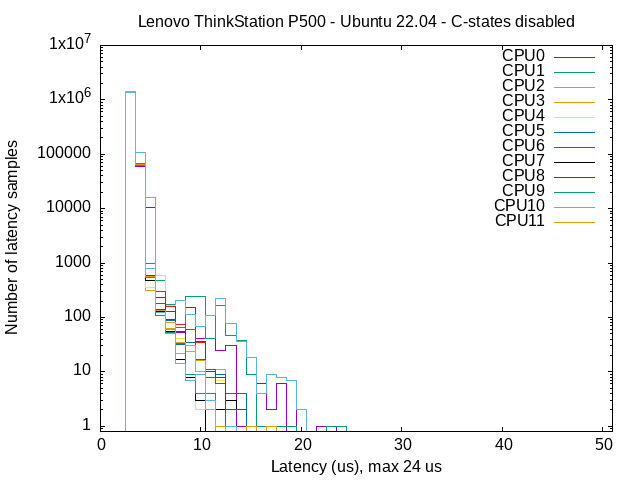 Lenovo ThinkStation P500 - Ubuntu 22.04 - C-states disabled
Number of latency samples
1x10^7
1x10^6
100000
10000
1000
100
10
1
0
10
20
30
40
50
Latency (us), max 24 us
CPU0
CPU1
CPU2
CPU3
CPU4
CPU5
CPU6
CPU7
CPU8
CPU9
CPU10
CPU11